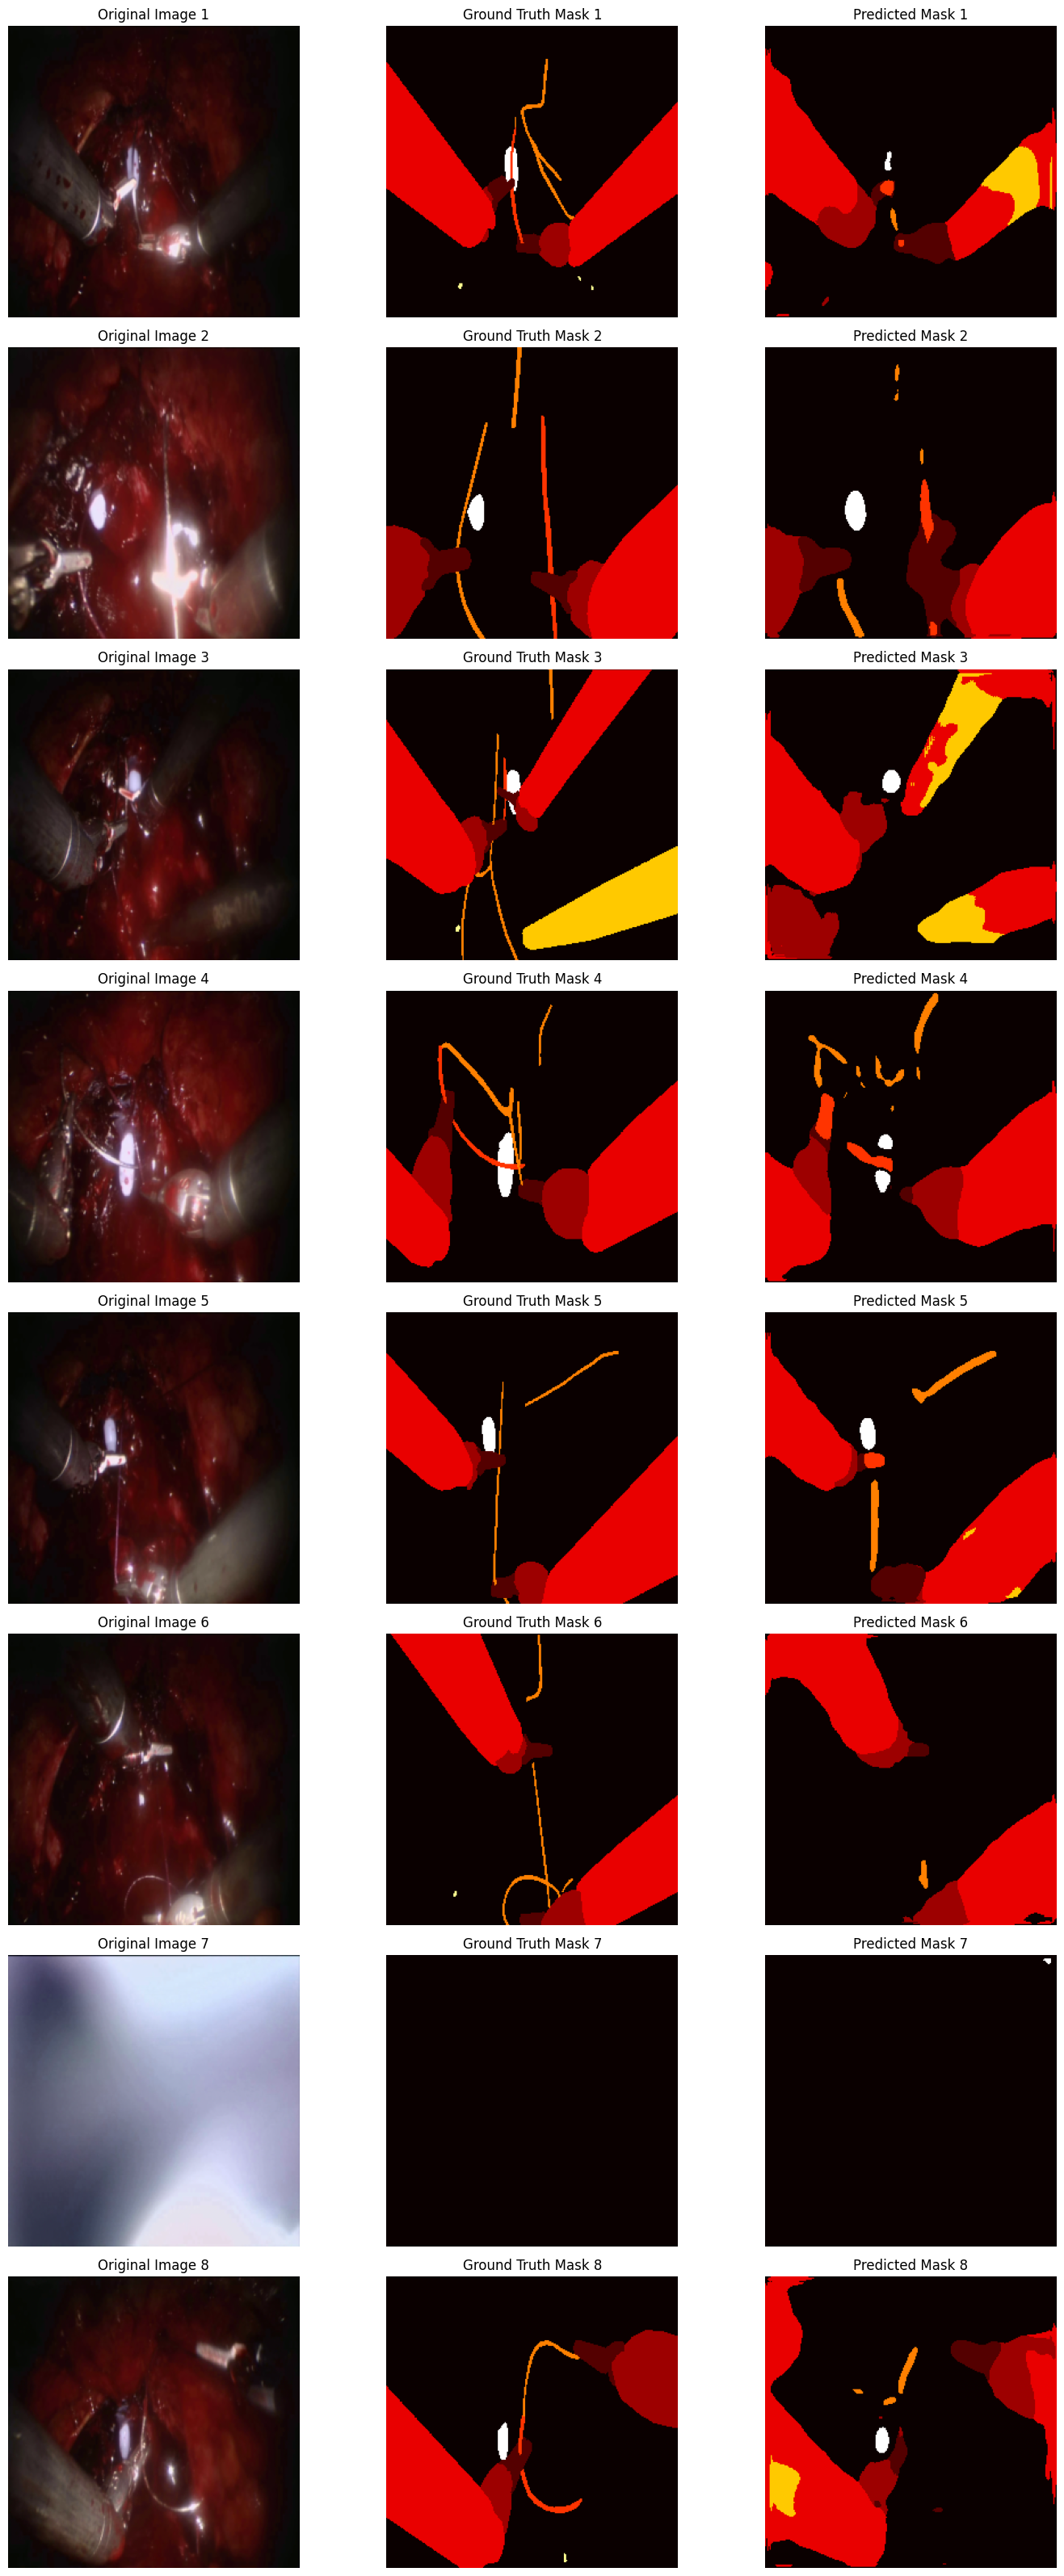 Original Image 1 Ground Truth Mask 1 Predicted Mask 1
Original Image 2 Ground Truth Mask 2 Predicted Mask 2
Original Image 3 Ground Truth Mask 3 Predicted Mask 3
Original Image 4 Ground Truth Mask 4 Predicted Mask 4
Original Image 5 Ground Truth Mask 5 Predicted Mask 5
Original Image 6 Ground Truth Mask 6 Predicted Mask 6
Original Image 7 Ground Truth Mask 7 Predicted Mask 7
Original Image 8 Ground Truth Mask 8 Predicted Mask 8